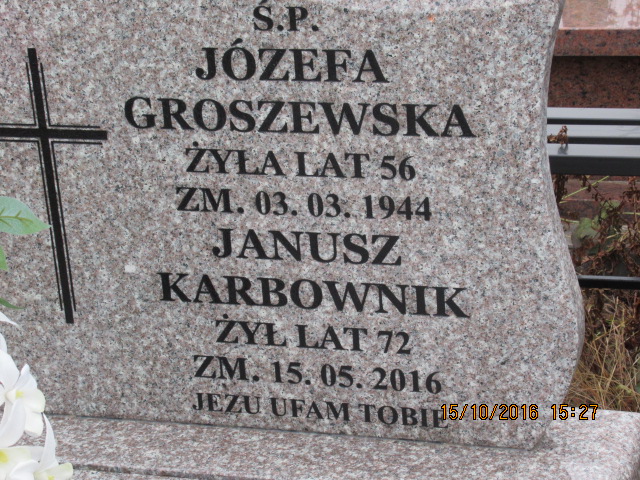 Ś.P.
JÓZEFA
GROSZEWSKA
ŻYŁA LAT 56
ZM. 03. 03. 1944
JANUSZ
KARBOWNIK
ŻYŁ LAT 72
ZM. 15. 05. 2016
JEZU UFAM TOBIE
15/10/2016 15:27